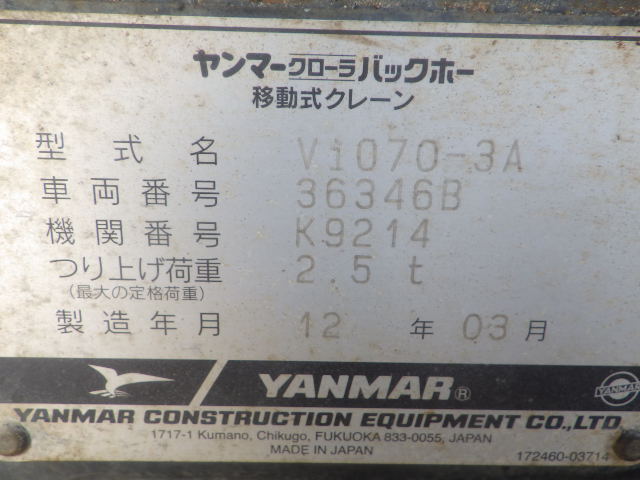 ヤンマークローラバックホー
移動式クレーン
型式名 Vi070-3A
車両番号 36346B
機関番号 K9214
つり上げ荷重 2.5 t
(最大の定格荷重)
製造年月 12 年 03 月
YANMAR® YANMAR
YANMAR CONSTRUCTION EQUIPMENT CO.,LTD.
1717-1 Kumano, Chikugo, FUKUOKA 833-0055, JAPAN
MADE IN JAPAN
172460-03714